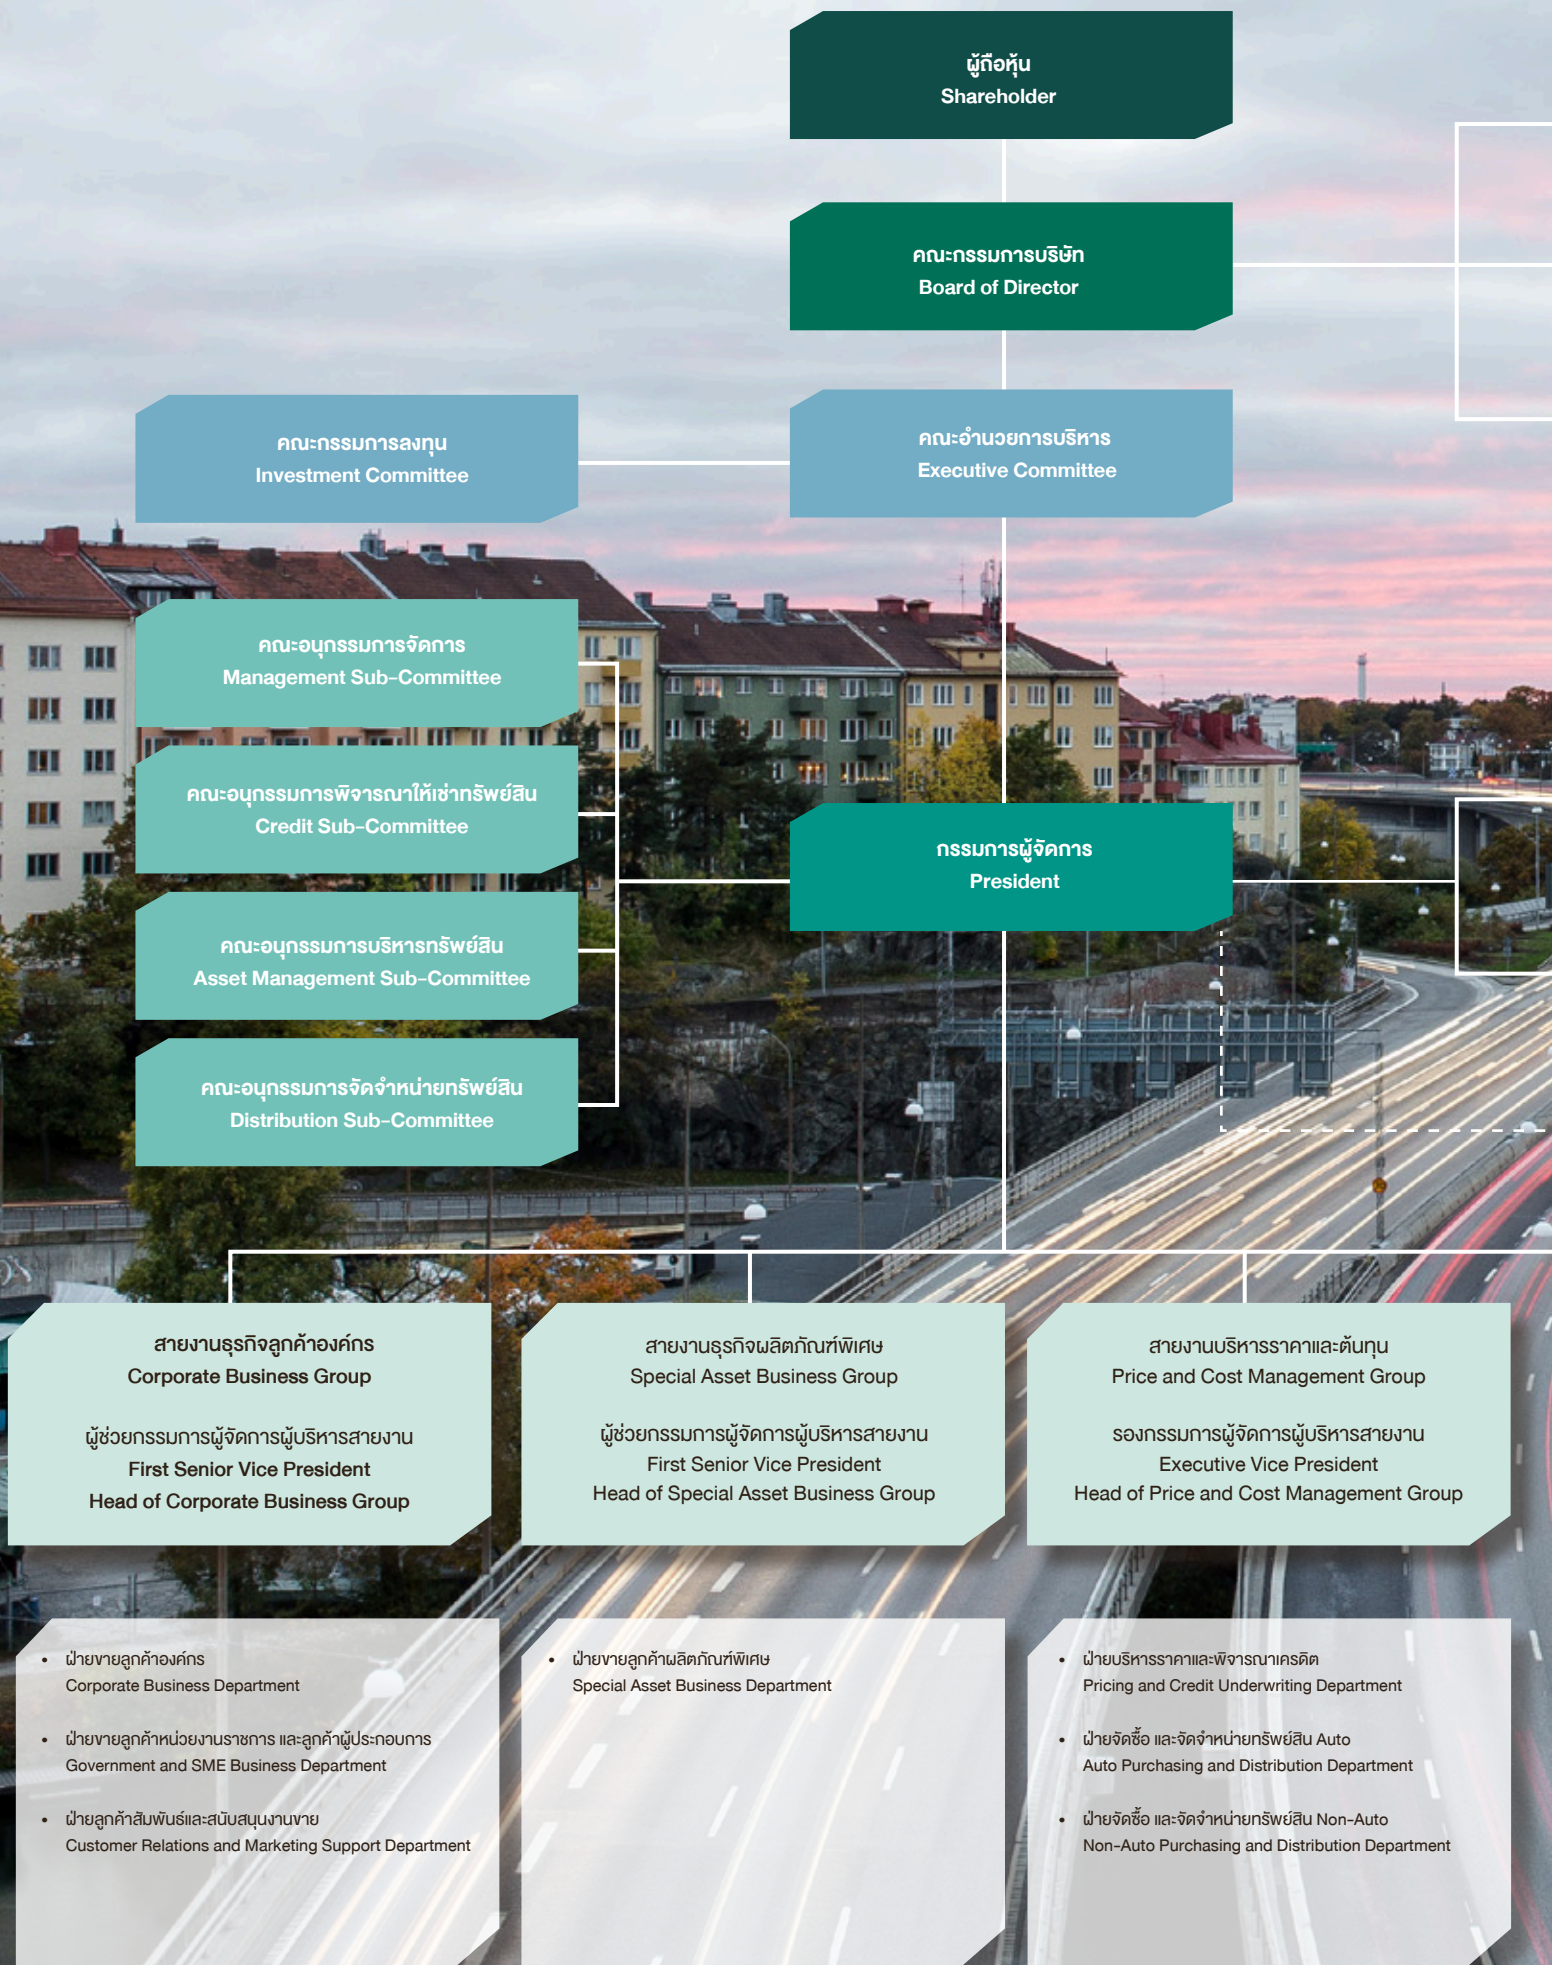 ผู้ถือหุ้น
Shareholder
คณะกรรมการบริษัท
Board of Director
คณะกรรมการลงทุน
Investment Committee
คณะอำนวยการบริหาร
Executive Committee
คณะอนุกรรมการจัดการ
Management Sub-Committee
คณะอนุกรรมการพิจารณาให้เช่าทรัพย์สิน
Credit Sub-Committee
คณะอนุกรรมการบริหารทรัพย์สิน
Asset Management Sub-Committee
คณะอนุกรรมการจัดจำหน่ายทรัพย์สิน
Distribution Sub-Committee
กรรมการผู้จัดการ
President
สายงานธุรกิจลูกค้าองค์กร
Corporate Business Group
ผู้ช่วยกรรมการผู้จัดการผู้บริหารสายงาน
First Senior Vice President
Head of Corporate Business Group
สายงานธุรกิจผลิตภัณฑ์พิเศษ
Special Asset Business Group
ผู้ช่วยกรรมการผู้จัดการผู้บริหารสายงาน
First Senior Vice President
Head of Special Asset Business Group
สายงานบริหารราคาและต้นทุน
Price and Cost Management Group
รองกรรมการผู้จัดการผู้บริหารสายงาน
Executive Vice President
Head of Price and Cost Management Group
• ฝ่ายขายลูกค้าองค์กร
Corporate Business Department
• ฝ่ายขายลูกค้าหน่วยงานราชการ และลูกค้าผู้ประกอบการ
Government and SME Business Department
• ฝ่ายลูกค้าสัมพันธ์และสนับสนุนงานขาย
Customer Relations and Marketing Support Department
• ฝ่ายขายลูกค้าผลิตภัณฑ์พิเศษ
Special Asset Business Department
• ฝ่ายบริหารราคาและพิจารณาเครดิต
Pricing and Credit Underwriting Department
• ฝ่ายจัดซื้อ และจัดจำหน่ายทรัพย์สิน Auto
Auto Purchasing and Distribution Department
• ฝ่ายจัดซื้อ และจัดจำหน่ายทรัพย์สิน Non-Auto
Non-Auto Purchasing and Distribution Department